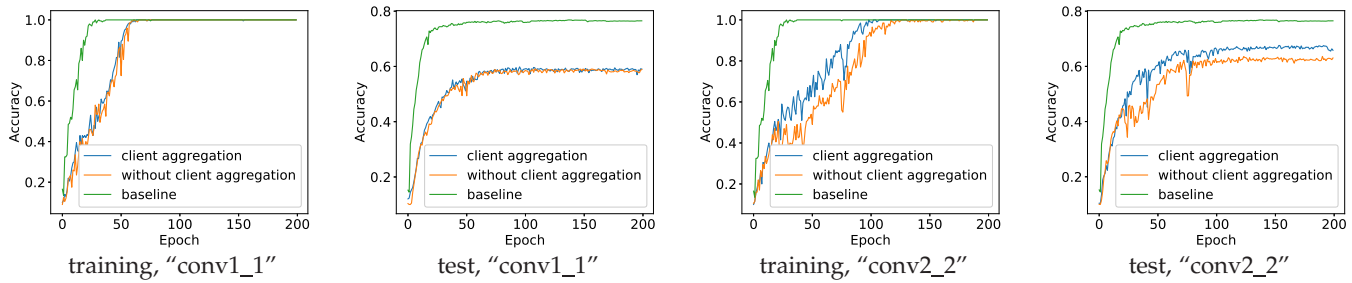 1.0
0.8
0.6
0.4
0.2
Accuracy
0 50 100 150 200
Epoch
client aggregation
without client aggregation
baseline
training, “conv1_1”
0.8
0.6
0.4
0.2
Accuracy
0 50 100 150 200
Epoch
client aggregation
without client aggregation
baseline
test, “conv1_1”
1.0
0.8
0.6
0.4
0.2
Accuracy
0 50 100 150 200
Epoch
client aggregation
without client aggregation
baseline
training, “conv2_2”
0.8
0.6
0.4
0.2
Accuracy
0 50 100 150 200
Epoch
client aggregation
without client aggregation
baseline
test, “conv2_2”